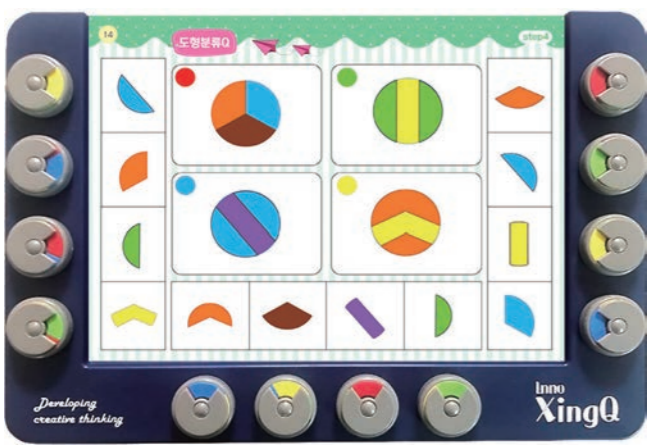 14
도형분류Q
step4
Developing
creative thinking
Inno
XingQ